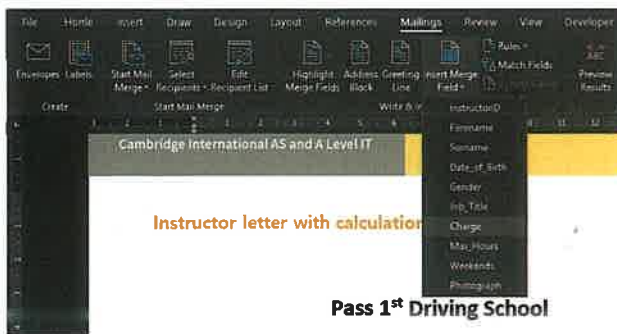 File Home Insert Draw Design Layout References Mailings Review View Developer
Envelopes Labels Start Mail Merge Select Recipients Edit Recipient List Highlight Merge Fields Address Block Greeting Line Insert Merge Field Rules Match Fields Preview Results
Create Start Mail Merge
InstructorID
Forename
Surname
Date_of_Birth
Gender
Job_Title
Charge
Max_Hours
Weekends
Photograph
Cambridge International AS and A Level IT
Instructor letter with calculation
Pass 1st Driving School